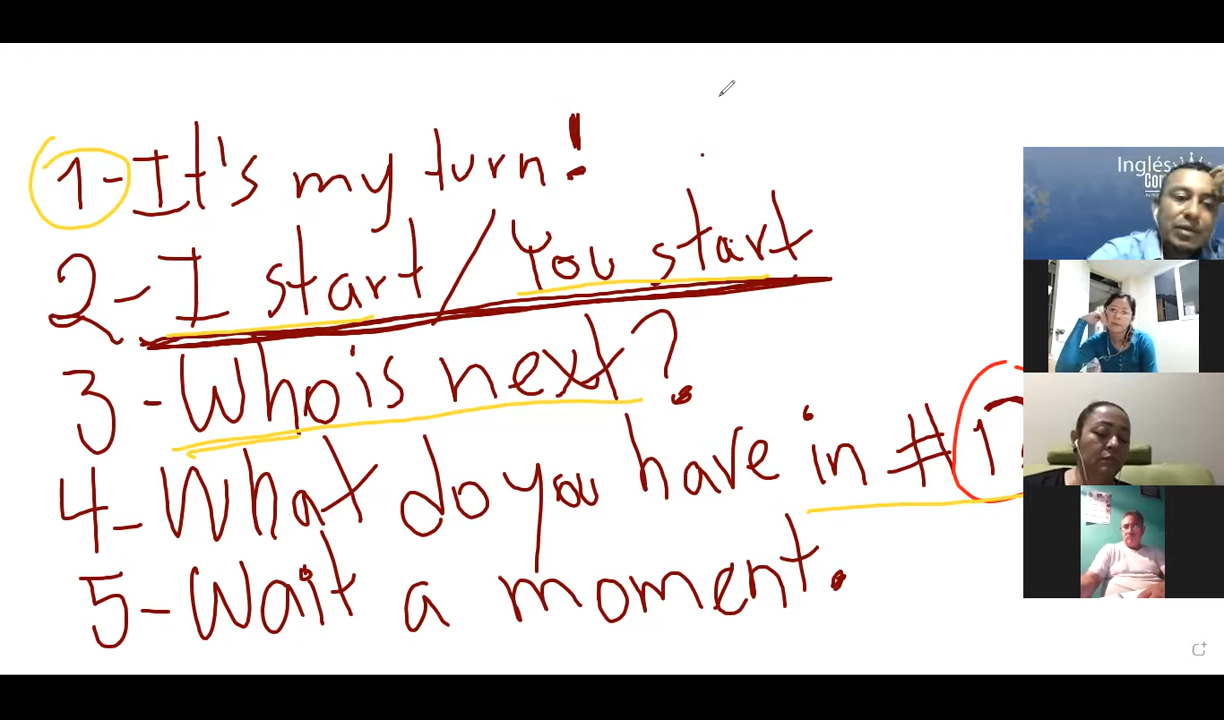 1- It's my turn!
2- I start / You start
3- Who is next?
4- What do you have in #1?
5- Wait a moment.
Inglés